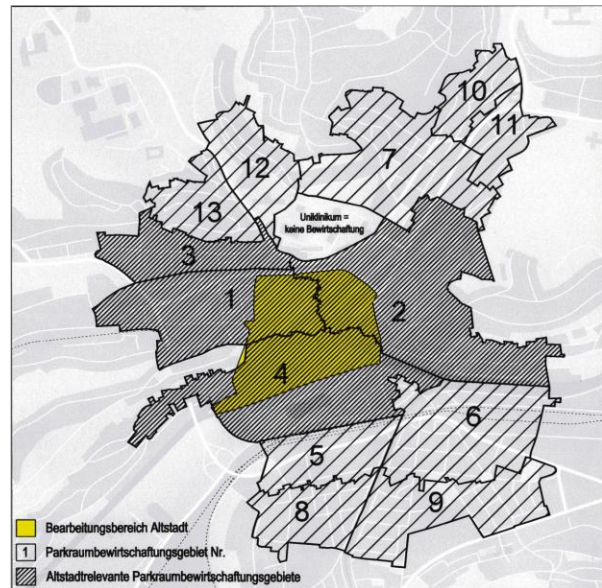 10
11
7
12
13
Uniklinikum =
keine Bewirtschaftung
3
1
2
4
6
5
8
9
Bearbeitungsbereich Altstadt
1 Parkraumbewirtschaftungsgebiet Nr.
Altstadtrelevante Parkraumbewirtschaftungsgebiete